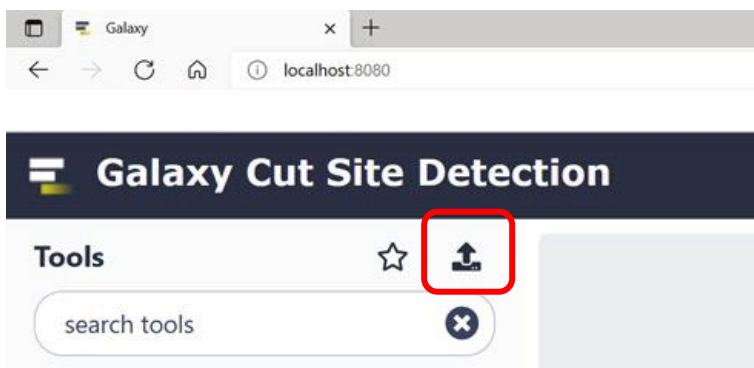 Galaxy
localhost:8080
Galaxy Cut Site Detection
Tools
search tools